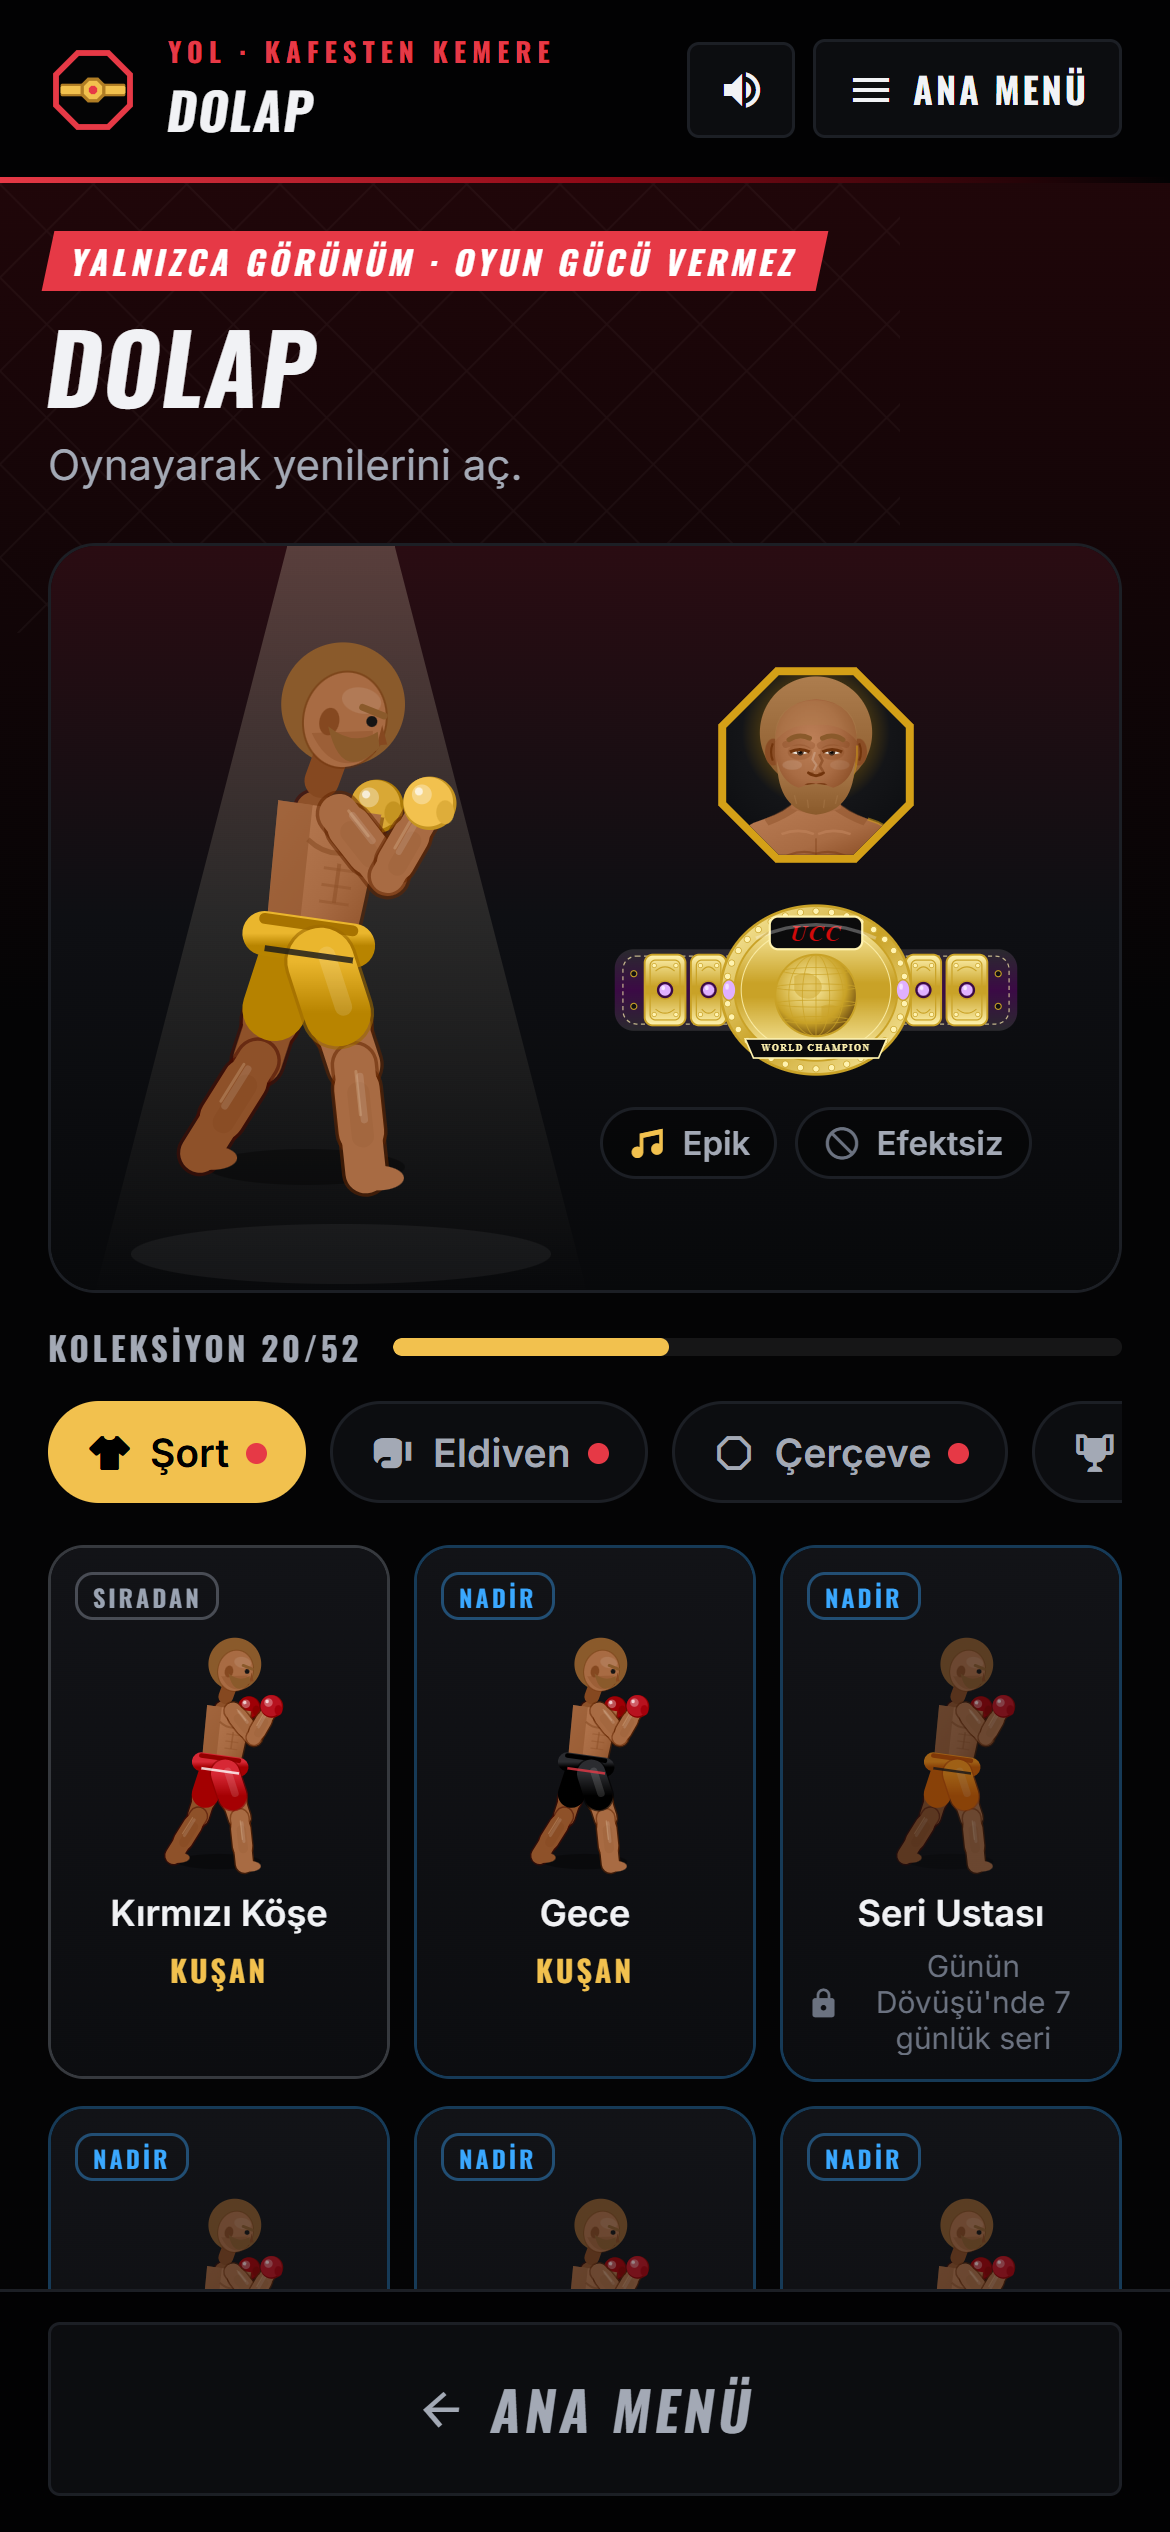 YOL · KAFESTEN KEMERE
DOLAP
ANA MENÜ
YALNIZCA GÖRÜNÜM · OYUN GÜCÜ VERMEZ
DOLAP
Oynayarak yenilerini aç.
UCC
WORLD CHAMPION
Epik
Efektsiz
KOLEKSİYON 20/52
Şort
Eldiven
Çerçeve
SIRADAN
NADİR
NADİR
Kırmızı Köşe
Gece
Seri Ustası
KUŞAN
KUŞAN
Günün
Dövüşü'nde 7
günlük seri
NADİR
NADİR
NADİR
ANA MENÜ